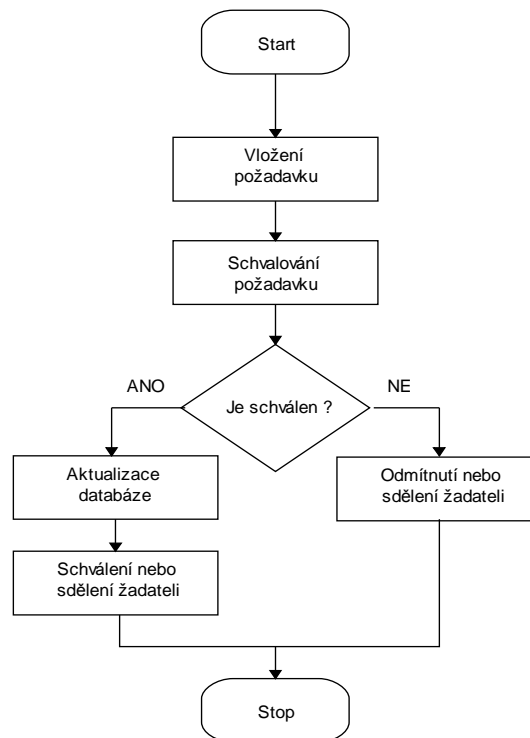 Start
Vložení
požadavku
Schvalování
požadavku
ANO
Je schválen ?
NE
Aktualizace
databáze
Odmítnutí nebo
sdělení žadateli
Schválení nebo
sdělení žadateli
Stop